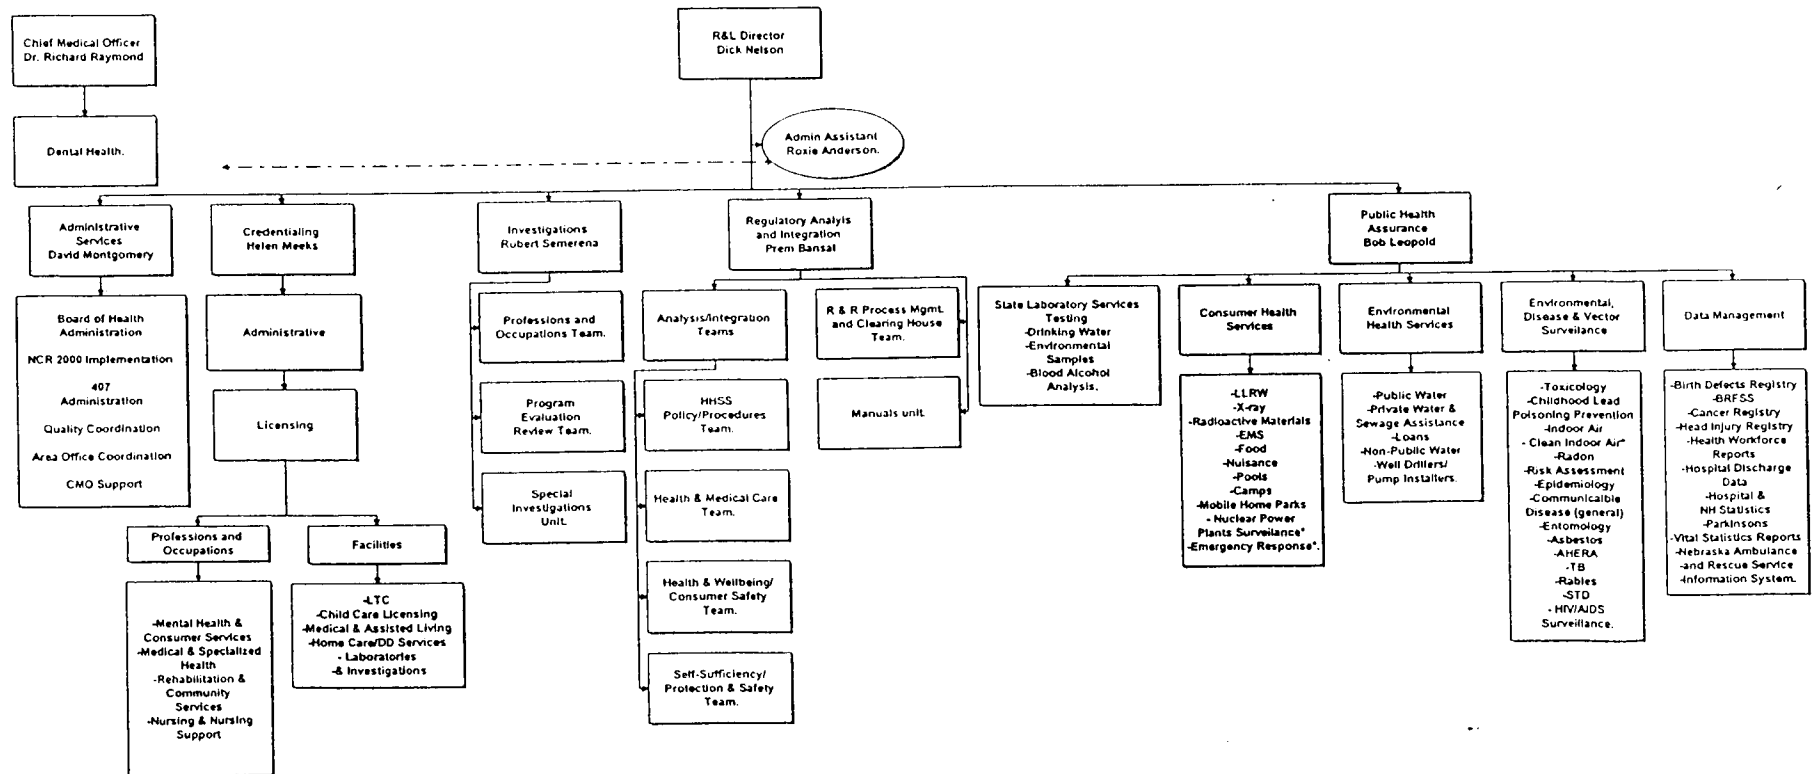 Chief Medical Officer
Dr. Richard Raymond
Dental Health.
R&L Director
Dick Nelson
Admin Assistant
Roxie Anderson.
Administrative
Services
David Montgomery
Board of Health
Administration
NCR 2000 Implementation
407
Administration
Quality Coordination
Area Office Coordination
CMO Support
Credentialing
Helen Meeks
Administrative
Licensing
Professions and
Occupations
-Mental Health &
Consumer Services
-Medical & Specialized
Health
-Rehabilitation &
Community
Services
-Nursing & Nursing
Support
Facilities
-LTC
-Child Care Licensing
-Medical & Assisted Living
-Home Care/DD Services
- Laboratories
-& Investigations
Investigations
Rubert Semerena
Professions and
Occupations Team.
Program
Evaluation
Review Team.
Special
Investigations
Unit.
Regulatory Analyis
and Integration
Prem Bansal
Analysis/Integration
Teams
HHSS
Policy/Procedures
Team.
Health & Medical Care
Team.
Health & Wellbeing/
Consumer Safety
Team.
Self-Sufficiency/
Protection & Safety
Team.
R & R Process Mgmt.
and Clearing House
Team.
Manuals unit.
Public Health
Assurance
Bob Leopold
State Laboratory Services
Testing
-Drinking Water
-Environmental
Samples
-Blood Alcohol
Analysis.
Consumer Health
Services
-LLRW
-X-ray
-Radioactive Materials
-EMS
-Food
-Nuisance
-Pools
-Camps
-Mobile Home Parks
- Nuclear Power
Plants Surveilance*
-Emergency Response*.
Environmental
Health Services
-Public Water
-Private Water &
Sewage Assistance
-Loans
-Non-Public Water
-Well Drillers/
Pump Installers.
Environmental,
Disease & Vector
Surveilance
-Toxicology
-Childhood Lead
Poisoning Prevention
-Indoor Air
- Clean Indoor Air*
-Radon
-Risk Assessment
-Epidemiology
-Communicalble
Disease (general)
-Entomology
-Asbestos
-AHERA
-TB
-Rables
-STD
- HIV/AIDS
Surveillance.
Data Management
-Birth Defects Registry
-BRFSS
-Cancer Registry
-Head Injury Registry
-Health Workforce
Reports
-Hospital Discharge
Data
-Hospital &
NH Statistics
-Parkinsons
-Vital Statistics Reports
-Nebraska Ambulance
-and Rescue Service
-Information System.